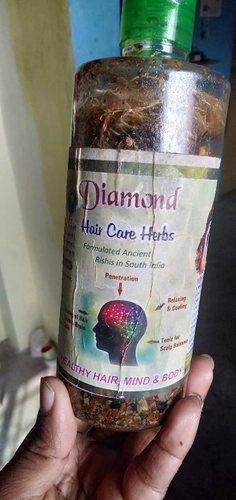 Diamond
Hair Care Herbs
Formulated Ancient
Rishis in South India
Penetration
Relaxing
& Cooling
Tonic for
Scalp
HEALTHY HAIR, MIND & BODY